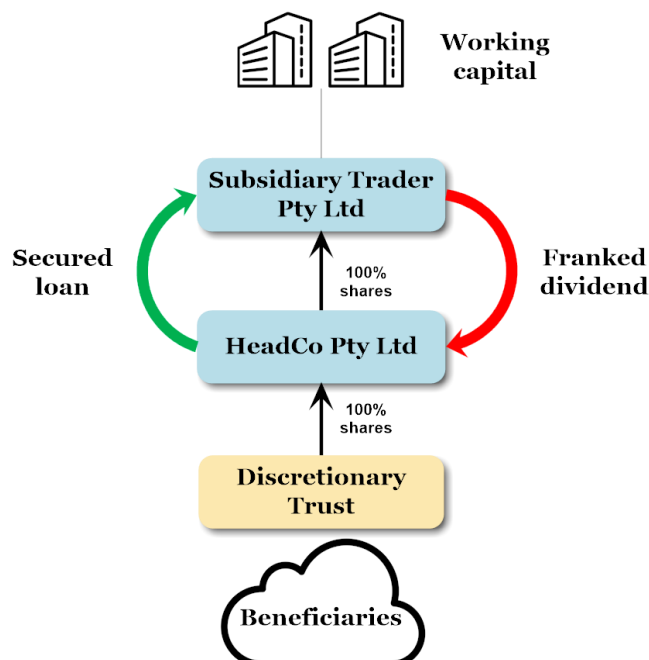 Working
capital
Subsidiary Trader
Pty Ltd
Secured
loan
100%
shares
Franked
dividend
HeadCo Pty Ltd
100%
shares
Discretionary
Trust
Beneficiaries